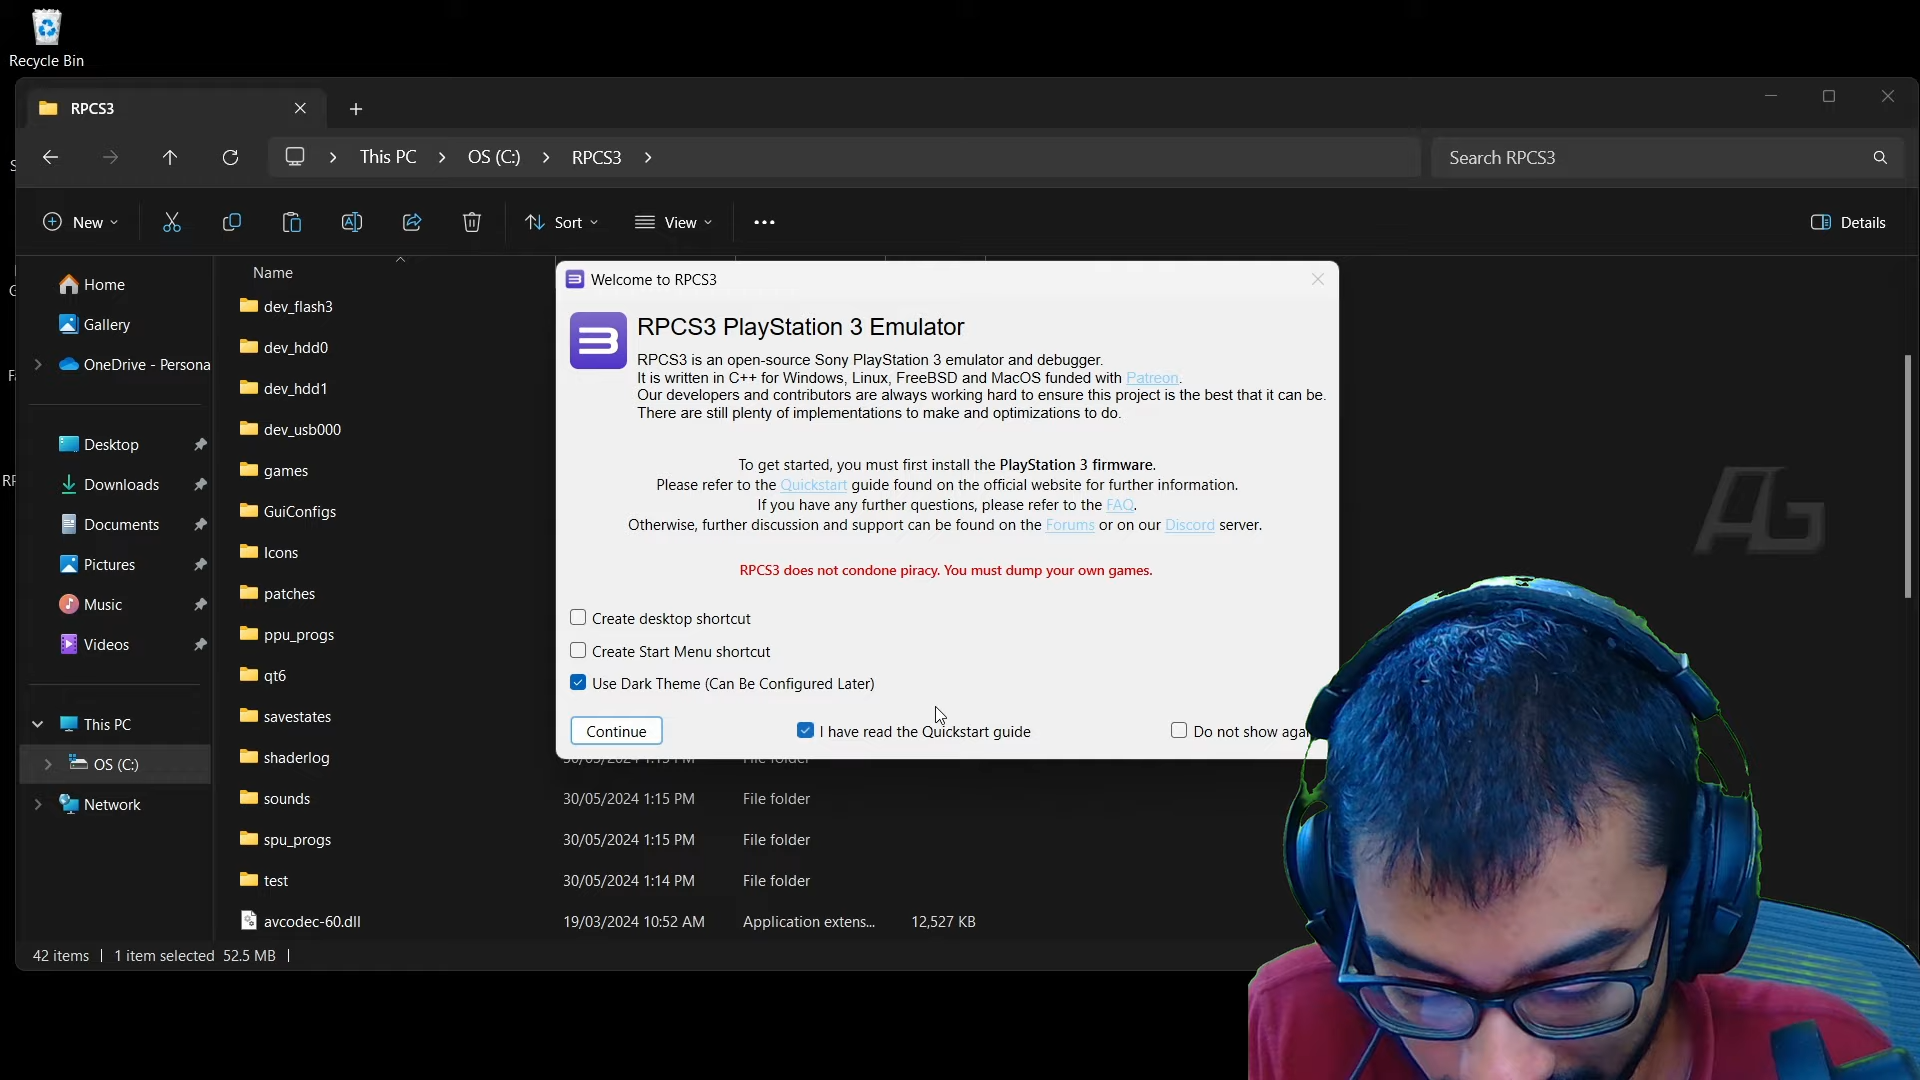 Recycle Bin
RPCS3
This PC
OS (C:)
RPCS3
Search RPCS3
New
Sort
View
Details
Home
Gallery
OneDrive - Persona
Desktop
Downloads
Documents
Pictures
Music
Videos
This PC
OS (C:)
Network
Name
dev_flash3
dev_hdd0
dev_hdd1
dev_usb000
games
GuiConfigs
Icons
patches
ppu_progs
qt6
savestates
shaderlog
sounds 30/05/2024 1:15 PM File folder
spu_progs 30/05/2024 1:15 PM File folder
test 30/05/2024 1:14 PM File folder
avcodec-60.dll 19/03/2024 10:52 AM Application extens... 12,527 KB
42 items 1 item selected 52.5 MB
Welcome to RPCS3
RPCS3 PlayStation 3 Emulator
RPCS3 is an open-source Sony PlayStation 3 emulator and debugger.
It is written in C++ for Windows, Linux, FreeBSD and MacOS funded with Patreon.
Our developers and contributors are always working hard to ensure this project is the best that it can be.
There are still plenty of implementations to make and optimizations to do.
To get started, you must first install the PlayStation 3 firmware.
Please refer to the Quickstart guide found on the official website for further information.
If you have any further questions, please refer to the FAQ.
Otherwise, further discussion and support can be found on the Forums or on our Discord server.
RPCS3 does not condone piracy. You must dump your own games.
Create desktop shortcut
Create Start Menu shortcut
Use Dark Theme (Can Be Configured Later)
Continue
I have read the Quickstart guide
Do not show agai
AG